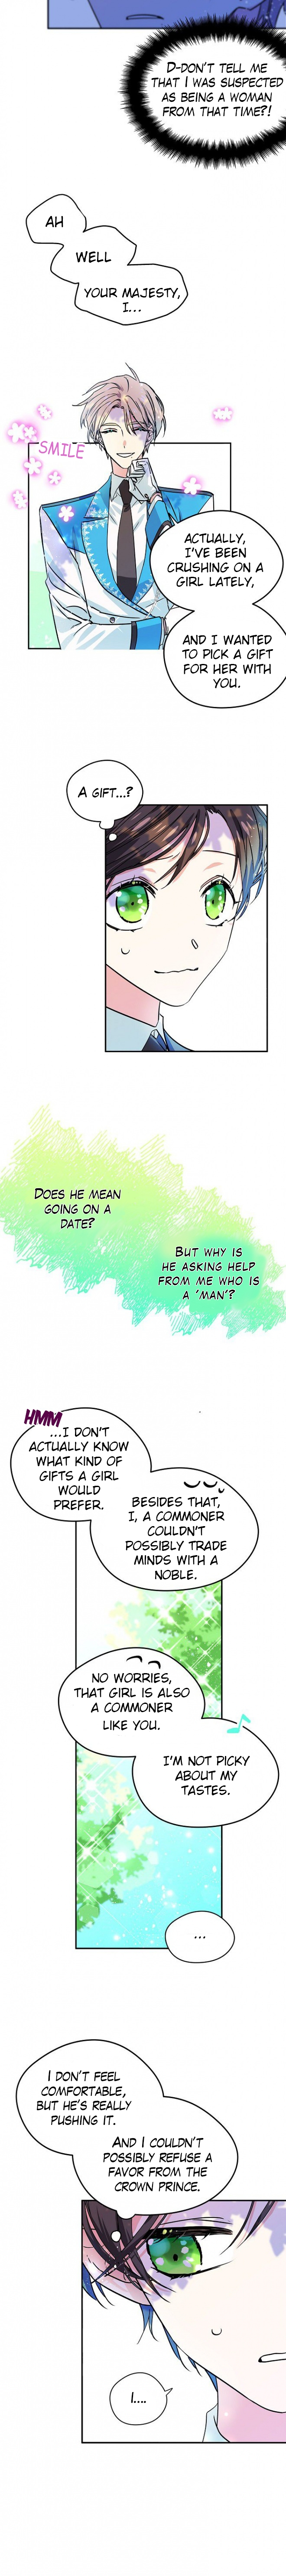 D-DON'T TELL ME
THAT I WAS SUSPECTED
AS BEING A WOMAN
FROM THAT TIME?!
AH
WELL
YOUR MAJESTY,
I...
SMILE
ACTUALLY,
I'VE BEEN
CRUSHING ON A
GIRL LATELY,
AND I WANTED
TO PICK A GIFT
FOR HER WITH
YOU.
A GIFT...?
DOES HE MEAN
GOING ON A
DATE?
BUT WHY IS
HE ASKING HELP
FROM ME WHO IS
A 'MAN'?
HMM
...I DON'T
ACTUALLY KNOW
WHAT KIND OF
GIFTS A GIRL
WOULD
PREFER.
BESIDES THAT,
I, A COMMONER
COULDN'T
POSSIBLY TRADE
MINDS WITH A
NOBLE.
NO WORRIES,
THAT GIRL IS ALSO
A COMMONER
LIKE YOU.
I'M NOT PICKY
ABOUT MY
TASTES.
...
I DON'T FEEL
COMFORTABLE,
BUT HE'S REALLY
PUSHING IT.
AND I COULDN'T
POSSIBLY REFUSE A
FAVOR FROM THE
CROWN PRINCE.
I....